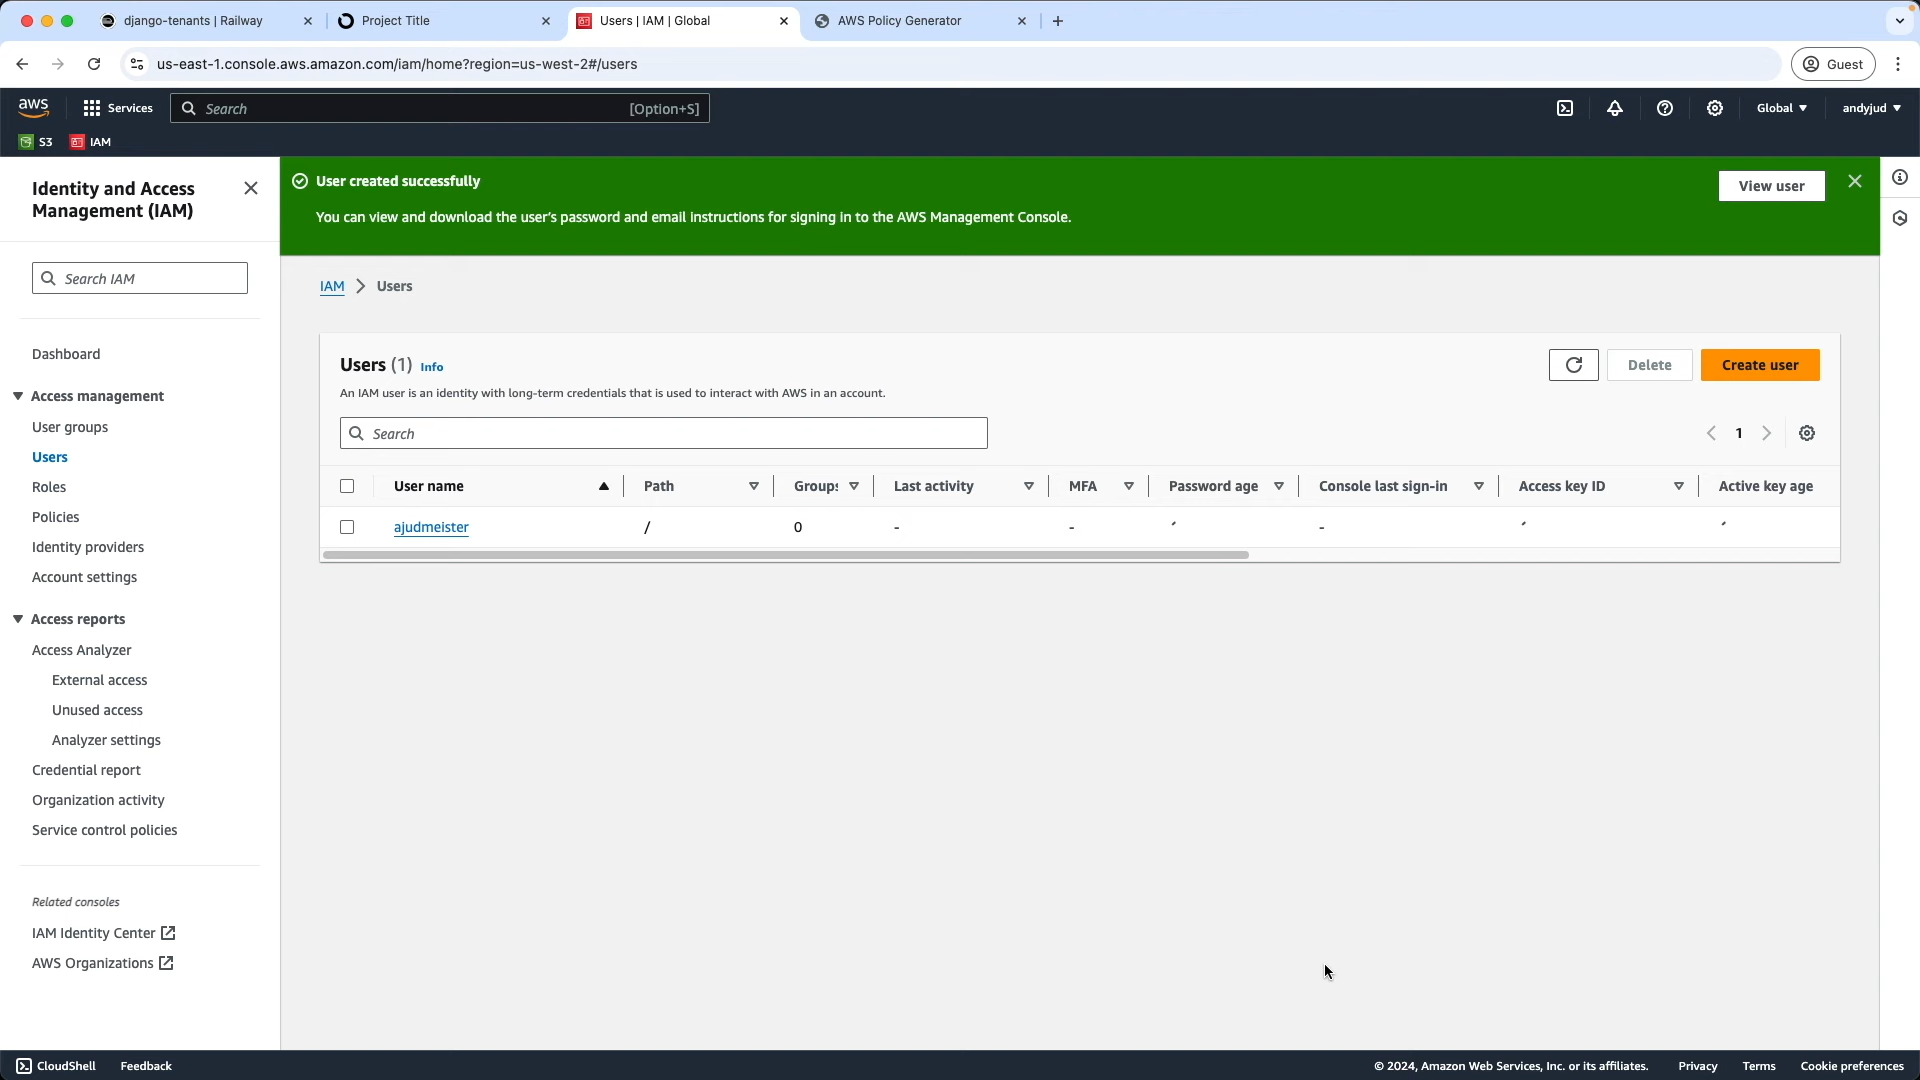 django-tenants | Railway
Project Title
Users | IAM | Global
AWS Policy Generator
us-east-1.console.aws.amazon.com/iam/home?region=us-west-2#/users
Guest
aws
Services
Search
[Option+S]
Global
andyjud
S3
IAM
Identity and Access
Management (IAM)
Search IAM
Dashboard
Access management
User groups
Users
Roles
Policies
Identity providers
Account settings
Access reports
Access Analyzer
External access
Unused access
Analyzer settings
Credential report
Organization activity
Service control policies
Related consoles
IAM Identity Center
AWS Organizations
User created successfully
You can view and download the user's password and email instructions for signing in to the AWS Management Console.
View user
IAM > Users
Users (1) Info
An IAM user is an identity with long-term credentials that is used to interact with AWS in an account.
Delete
Create user
Search
1
User name Path Groups Last activity MFA Password age Console last sign-in Access key ID Active key age
ajudmeister / 0 - - -
CloudShell
Feedback
© 2024, Amazon Web Services, Inc. or its affiliates.
Privacy
Terms
Cookie preferences